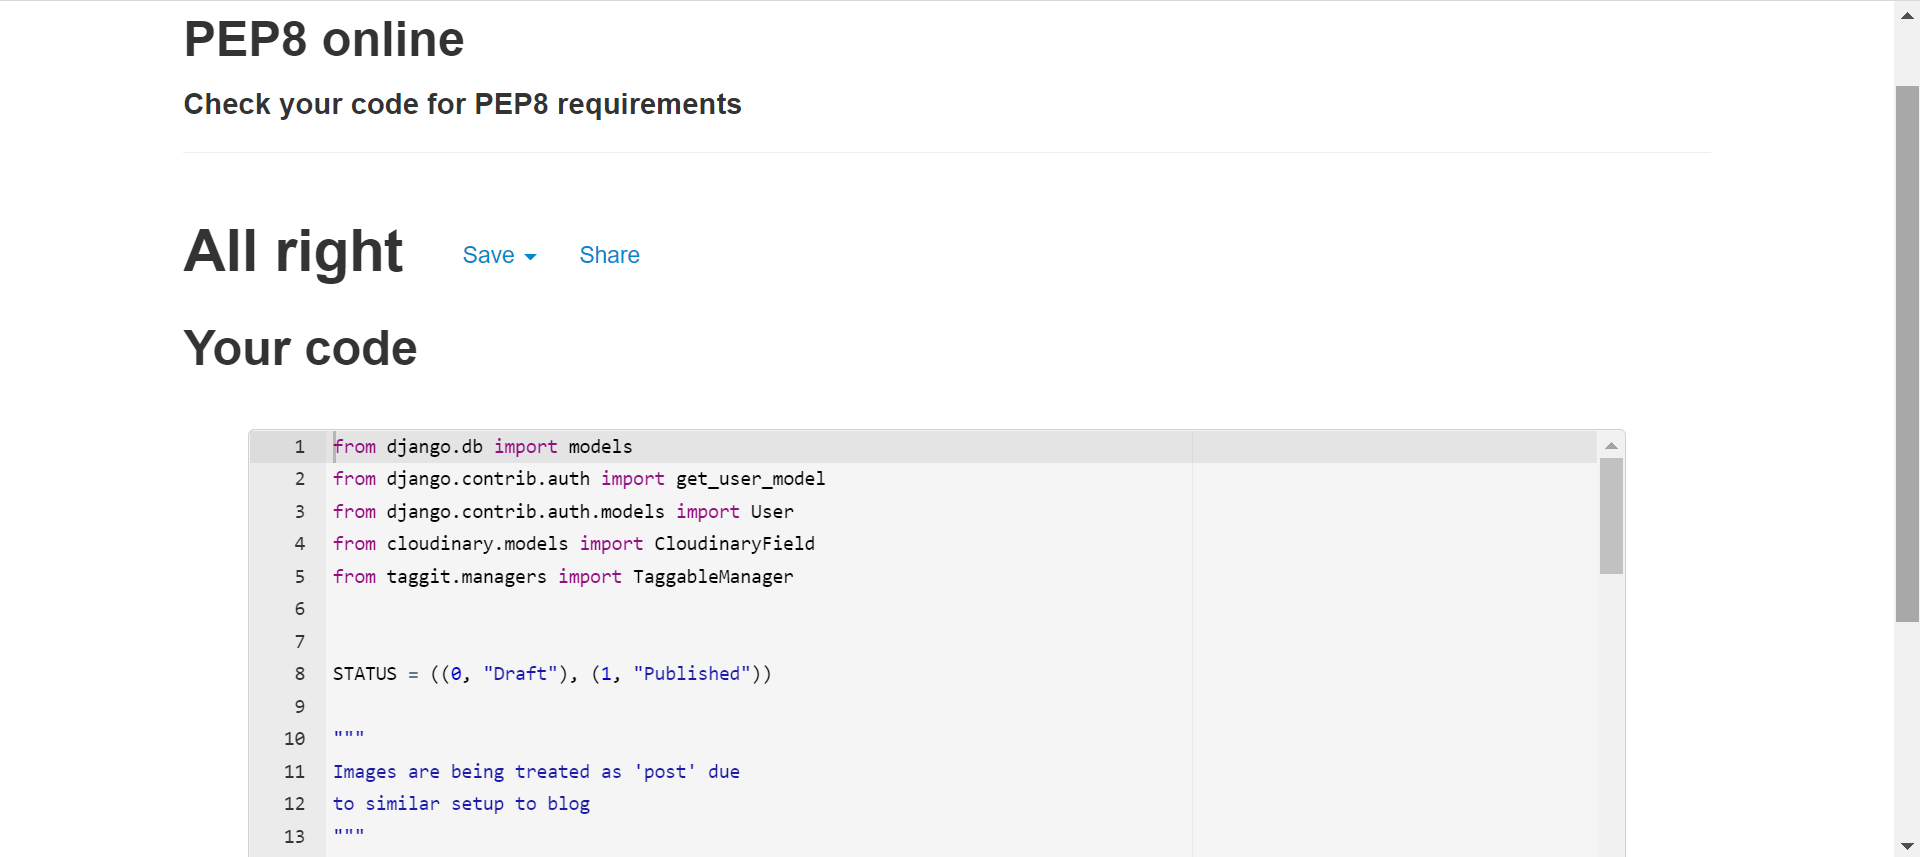 PEP8 online
Check your code for PEP8 requirements
All right Save Share
Your code
1 from django.db import models
2 from django.contrib.auth import get_user_model
3 from django.contrib.auth.models import User
4 from cloudinary.models import CloudinaryField
5 from taggit.managers import TaggableManager
6
7
8 STATUS = ((0, "Draft"), (1, "Published"))
9
10 """
11 Images are being treated as 'post' due
12 to similar setup to blog
13 """